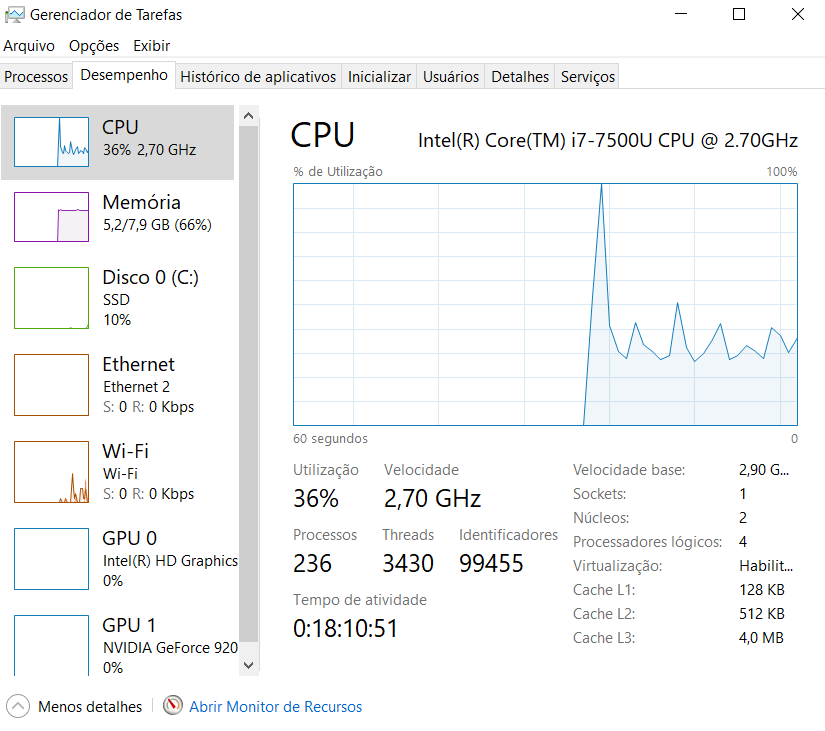 Gerenciador de Tarefas
Arquivo Opções Exibir
Processos Desempenho Histórico de aplicativos Inicializar Usuários Detalhes Serviços
CPU
36% 2,70 GHz
Memória
5,2/7,9 GB (66%)
Disco 0 (C:)
SSD
10%
Ethernet
Ethernet 2
S: 0 R: 0 Kbps
Wi-Fi
Wi-Fi
S: 0 R: 0 Kbps
GPU 0
Intel(R) HD Graphics
0%
GPU 1
NVIDIA GeForce 920
0%
CPU Intel(R) Core(TM) i7-7500U CPU @ 2.70GHz
% de Utilização 100%
60 segundos 0
Utilização Velocidade
36% 2,70 GHz
Processos Threads Identificadores
236 3430 99455
Tempo de atividade
0:18:10:51
Velocidade base: 2,90 G...
Sockets: 1
Núcleos: 2
Processadores lógicos: 4
Virtualização: Habilit...
Cache L1: 128 KB
Cache L2: 512 KB
Cache L3: 4,0 MB
Menos detalhes Abrir Monitor de Recursos